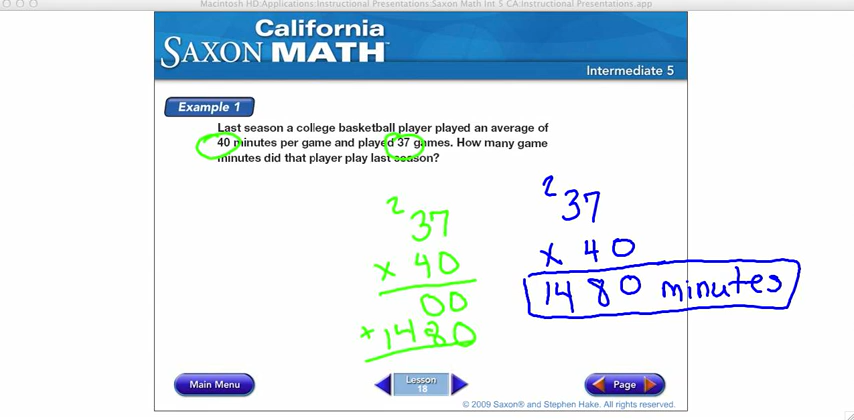 Macintosh HD:Applications:Instructional Presentations:Saxon Math Int 5 CA:Instructional Presentations.app
California
SAXON MATH
Intermediate 5
Example 1
Last season a college basketball player played an average of
40 minutes per game and played 37 games. How many game
minutes did that player play last season?
2
37
x 40
00
+1480
2
37
x 40
1480 minutes
Main Menu
Lesson
18
Page
© 2009 Saxon® and Stephen Hake. All rights reserved.